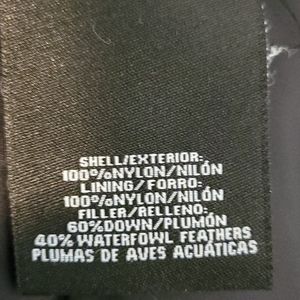 SHELL/EXTERIOR:
100%NYLON/NILÓN
LINING/FORRO:
100%NYLON/NILÓN
FILLER/RELLENO:
60%DOWN/PLUMÓN
40% WATERFOWL FEATHERS
PLUMAS DE AVES ACUÁTICAS